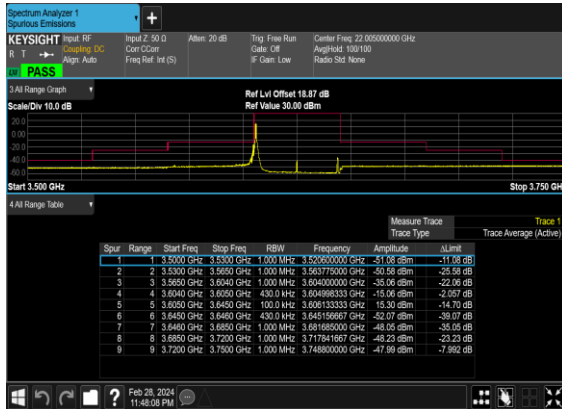 Spectrum Analyzer 1
Spurious Emissions
+
KEYSIGHT Input: RF Input Z: 50 Ω Atten: 20 dB Trig: Free Run Center Freq: 22.005000000 GHz
R T Coupling: DC Corr CCorr Gate: Off Avg|Hold: 100/100
Align: Auto Freq Ref: Int (S) IF Gain: Low Radio Std: None
PASS
3 All Range Graph
Ref Lvl Offset 18.87 dB
Scale/Div 10.0 dB Ref Value 30.00 dBm
20.0
0.00
-20.0
-40.0
-60.0
Start 3.500 GHz Stop 3.750 GH
4 All Range Table
Measure Trace Trace 1
Trace Type Trace Average (Active)
Spur Range Start Freq Stop Freq RBW Frequency Amplitude ΔLimit
1 1 3.5000 GHz 3.5300 GHz 1.000 MHz 3.520600000 GHz -51.08 dBm -11.08 dB
2 2 3.5300 GHz 3.5650 GHz 1.000 MHz 3.563775000 GHz -50.58 dBm -25.58 dB
3 3 3.5650 GHz 3.6040 GHz 1.000 MHz 3.604000000 GHz -35.06 dBm -22.06 dB
4 4 3.6040 GHz 3.6050 GHz 430.0 kHz 3.604998333 GHz -15.06 dBm -2.057 dB
5 5 3.6050 GHz 3.6450 GHz 100.0 kHz 3.606133333 GHz 15.30 dBm -14.70 dB
6 6 3.6450 GHz 3.6460 GHz 430.0 kHz 3.645156667 GHz -52.07 dBm -39.07 dB
7 7 3.6460 GHz 3.6850 GHz 1.000 MHz 3.681685000 GHz -48.05 dBm -35.05 dB
8 8 3.6850 GHz 3.7200 GHz 1.000 MHz 3.717841667 GHz -48.23 dBm -23.23 dB
9 9 3.7200 GHz 3.7500 GHz 1.000 MHz 3.748800000 GHz -47.99 dBm -7.992 dB
? Feb 28, 2024
11:48:08 PM